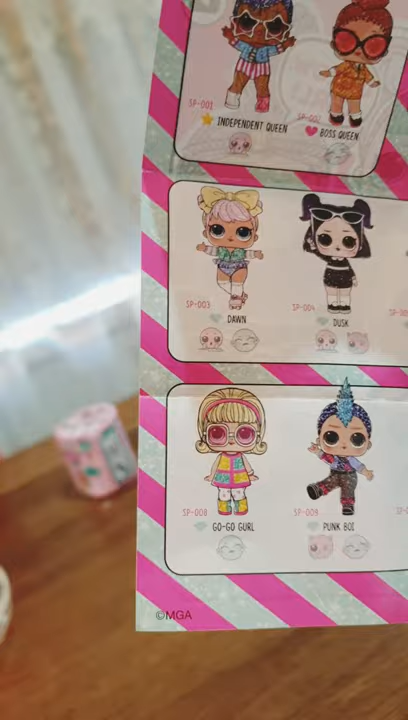 SP-001
INDEPENDENT QUEEN
SP-002
BOSS QUEEN
SP-003
DAWN
SP-004
DUSK
SP-008
GO-GO GURL
SP-009
PUNK BOI
©MGA